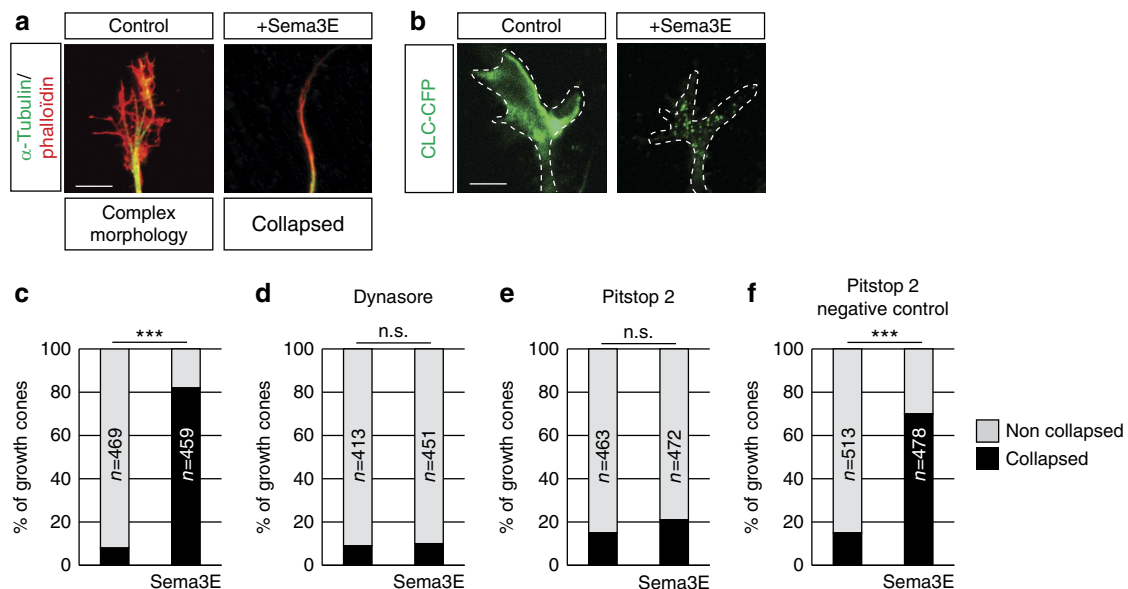 a
Control
+Sema3E
α-Tubulin/
phalloïdin
Complex
morphology
Collapsed
b
Control
+Sema3E
CLC-CFP
c
***
% of growth cones
100
80
60
40
20
0
n=469
n=459
Sema3E
d
Dynasore
n.s.
% of growth cones
100
80
60
40
20
0
n=413
n=451
Sema3E
e
Pitstop 2
n.s.
% of growth cones
100
80
60
40
20
0
n=463
n=472
Sema3E
f
Pitstop 2
negative control
***
% of growth cones
100
80
60
40
20
0
n=513
n=478
Sema3E
Non collapsed
Collapsed